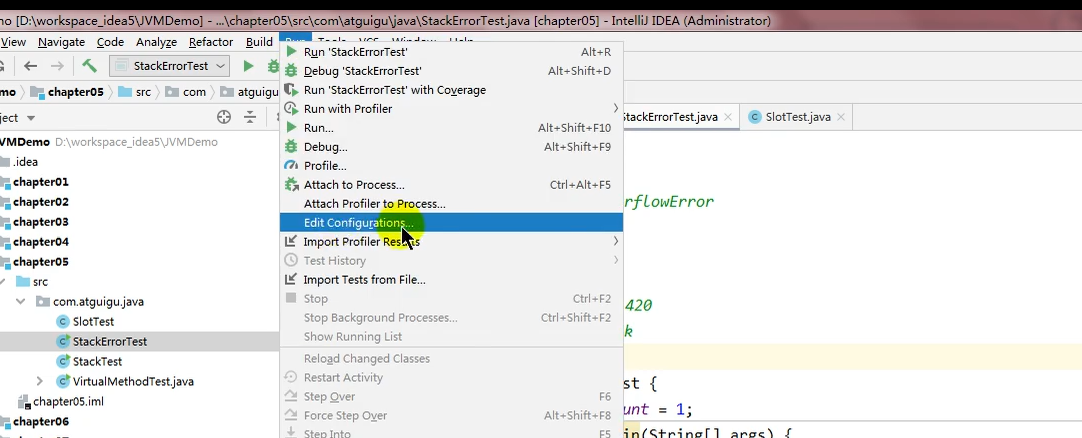 no [D:\workspace_idea5\JVMDemo] - ...\chapter05\src\com\atguigu\java\StackErrorTest.java [chapter05] - IntelliJ IDEA (Administrator)
View Navigate Code Analyze Refactor Build Run Tools VCS Window Help
StackErrorTest
mo chapter05 src com atguigu
ject
StackErrorTest.java SlotTest.java
VMDemo D:\workspace_idea5\JVMDemo
.idea
chapter01
chapter02
chapter03
chapter04
chapter05
src
com.atguigu.java
SlotTest
StackErrorTest
StackTest
VirtualMethodTest.java
chapter05.iml
chapter06
Run 'StackErrorTest' Alt+R
Debug 'StackErrorTest' Alt+Shift+D
Run 'StackErrorTest' with Coverage
Run with Profiler
Run... Alt+Shift+F10
Debug... Alt+Shift+F9
Profile...
Attach to Process... Ctrl+Alt+F5
Attach Profiler to Process...
Edit Configurations...
Import Profiler Results
Test History
Import Tests from File...
Stop Ctrl+F2
Stop Background Processes... Ctrl+Shift+F2
Show Running List
Reload Changed Classes
Restart Activity
Step Over F6
Force Step Over Alt+Shift+F8
Step Into F5
rflowError
420
k
st {
unt = 1;
in(String[] args) {